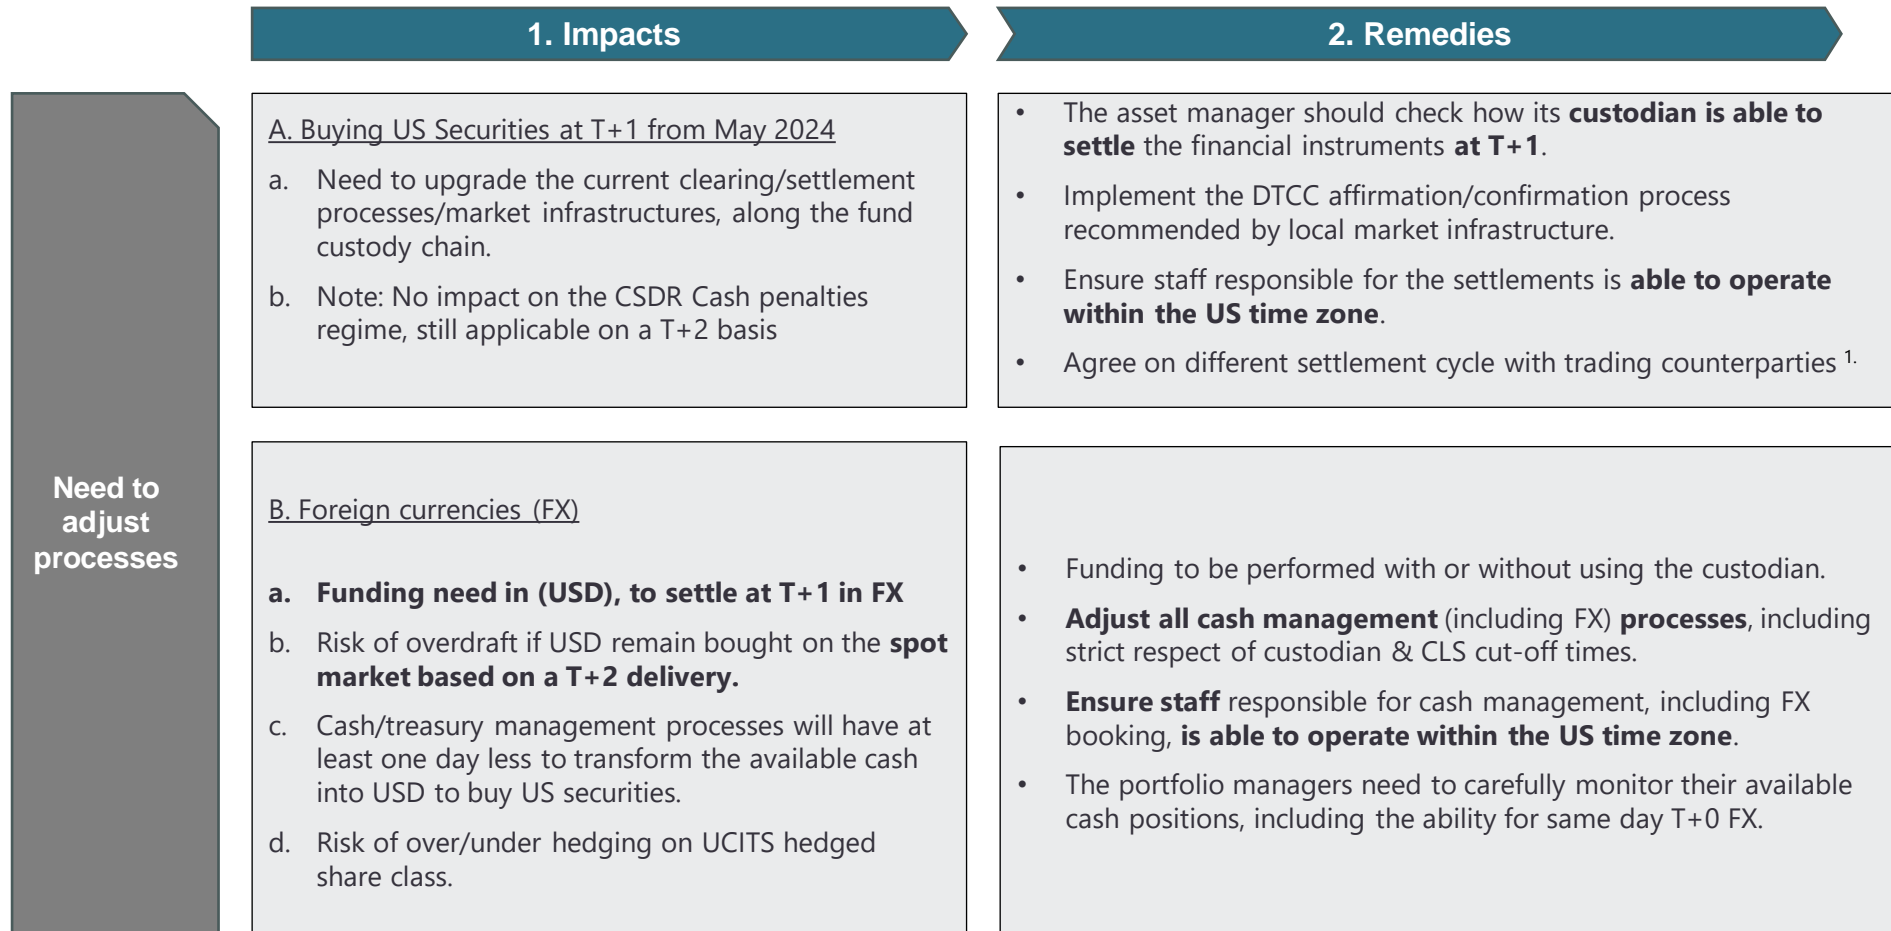 1. Impacts
2. Remedies
Need to
adjust
processes
A. Buying US Securities at T+1 from May 2024
a. Need to upgrade the current clearing/settlement
processes/market infrastructures, along the fund
custody chain.
b. Note: No impact on the CSDR Cash penalties
regime, still applicable on a T+2 basis
• The asset manager should check how its custodian is able to
settle the financial instruments at T+1.
• Implement the DTCC affirmation/confirmation process
recommended by local market infrastructure.
• Ensure staff responsible for the settlements is able to operate
within the US time zone.
• Agree on different settlement cycle with trading counterparties 1.
B. Foreign currencies (FX)
a. Funding need in (USD), to settle at T+1 in FX
b. Risk of overdraft if USD remain bought on the spot
market based on a T+2 delivery.
c. Cash/treasury management processes will have at
least one day less to transform the available cash
into USD to buy US securities.
d. Risk of over/under hedging on UCITS hedged
share class.
• Funding to be performed with or without using the custodian.
• Adjust all cash management (including FX) processes, including
strict respect of custodian & CLS cut-off times.
• Ensure staff responsible for cash management, including FX
booking, is able to operate within the US time zone.
• The portfolio managers need to carefully monitor their available
cash positions, including the ability for same day T+0 FX.